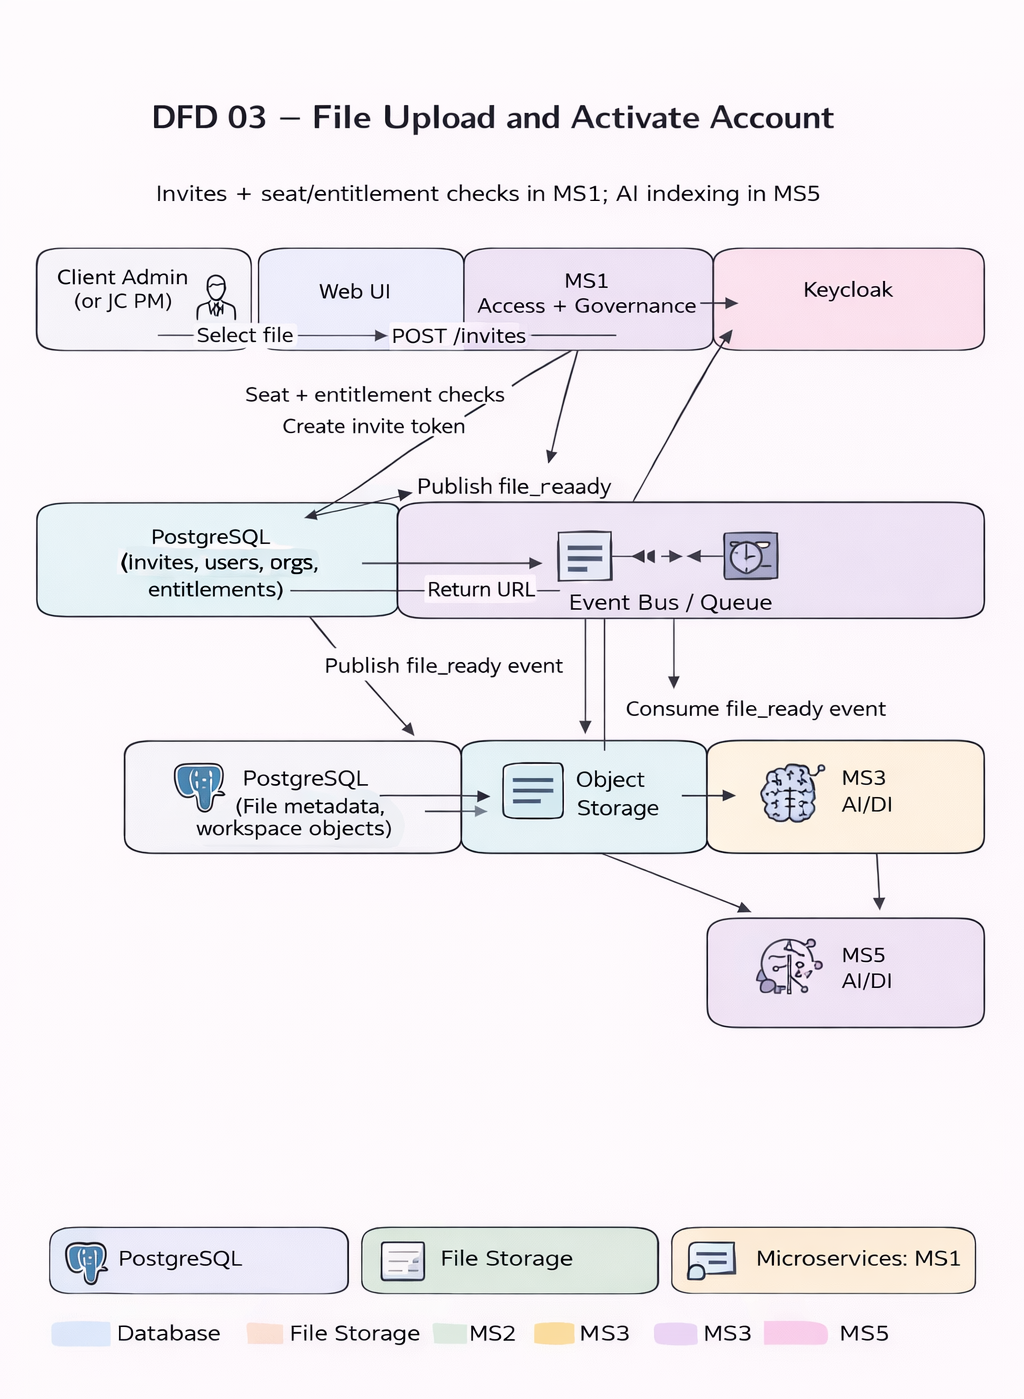 DFD 03 – File Upload and Activate Account
Invites + seat/entitlement checks in MS1; AI indexing in MS5
Client Admin
(or JC PM)
Web UI
MS1
Access + Governance
Keycloak
Select file
POST /invites
Seat + entitlement checks
Create invite token
Publish file_reaady
PostgreSQL
(invites, users, orgs,
entitlements)
Return URL
Event Bus / Queue
Publish file_ready event
Consume file_ready event
PostgreSQL
(File metadata,
workspace objects)
Object
Storage
MS3
AI/DI
MS5
AI/DI
PostgreSQL
File Storage
Microservices: MS1
Database
File Storage
MS2
MS3
MS3
MS5